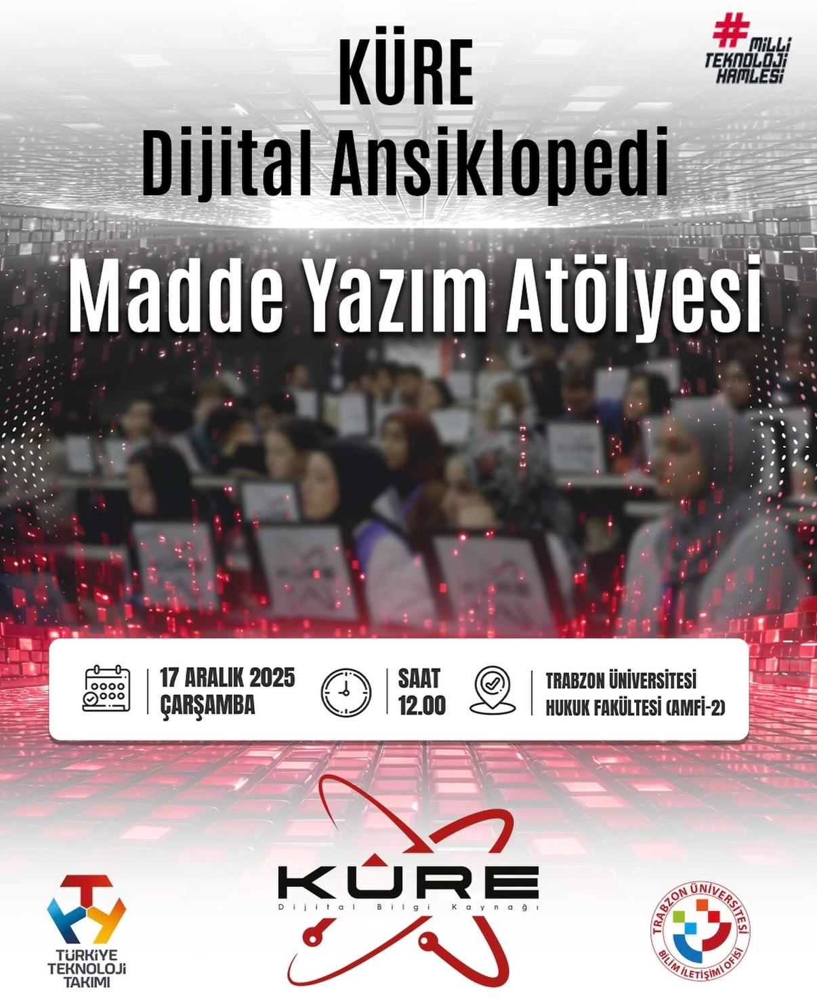 #MİLLİ
TEKNOLOJİ
HAMLESİ
KÜRE
Dijital Ansiklopedi
Madde Yazım Atölyesi
KÜRE
17 ARALIK 2025
ÇARŞAMBA
SAAT
12.00
TRABZON ÜNİVERSİTESİ
HUKUK FAKÜLTESİ (AMFİ-2)
KÜRE
Dijital Bilgi Kaynağı
TÜRKİYE
TEKNOLOJİ
TAKIMI
TRABZON ÜNİVERSİTESİ
BİLİM İLETİŞİMİ OFİSİ